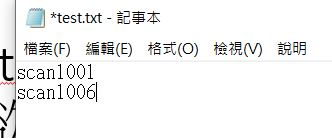 *test.txt - 記事本
檔案(F) 編輯(E) 格式(O) 檢視(V) 說明
scan1001
scan1006